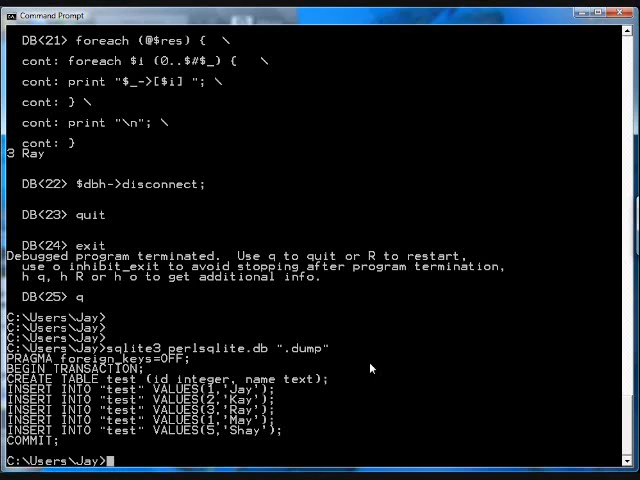 Command Prompt
DB<21> foreach (@$res) {  \
cont: foreach $i (0..$#$_) {   \
cont: print "$_->[$i] "; \
cont: } \
cont: print "\n"; \
cont: }
3 Ray
DB<22> $dbh->disconnect;
DB<23> quit
DB<24> exit
Debugged program terminated.  Use q to quit or R to restart,
use o inhibit_exit to avoid stopping after program termination,
h q, h R or h o to get additional info.
DB<25> q
C:\Users\Jay>
C:\Users\Jay>
C:\Users\Jay>
C:\Users\Jay>sqlite3 perlsqlite.db ".dump"
PRAGMA foreign_keys=OFF;
BEGIN TRANSACTION;
CREATE TABLE test (id integer, name text);
INSERT INTO "test" VALUES(1,'Jay');
INSERT INTO "test" VALUES(2,'Kay');
INSERT INTO "test" VALUES(3,'Ray');
INSERT INTO "test" VALUES(1,'May');
INSERT INTO "test" VALUES(5,'Shay');
COMMIT;
C:\Users\Jay>